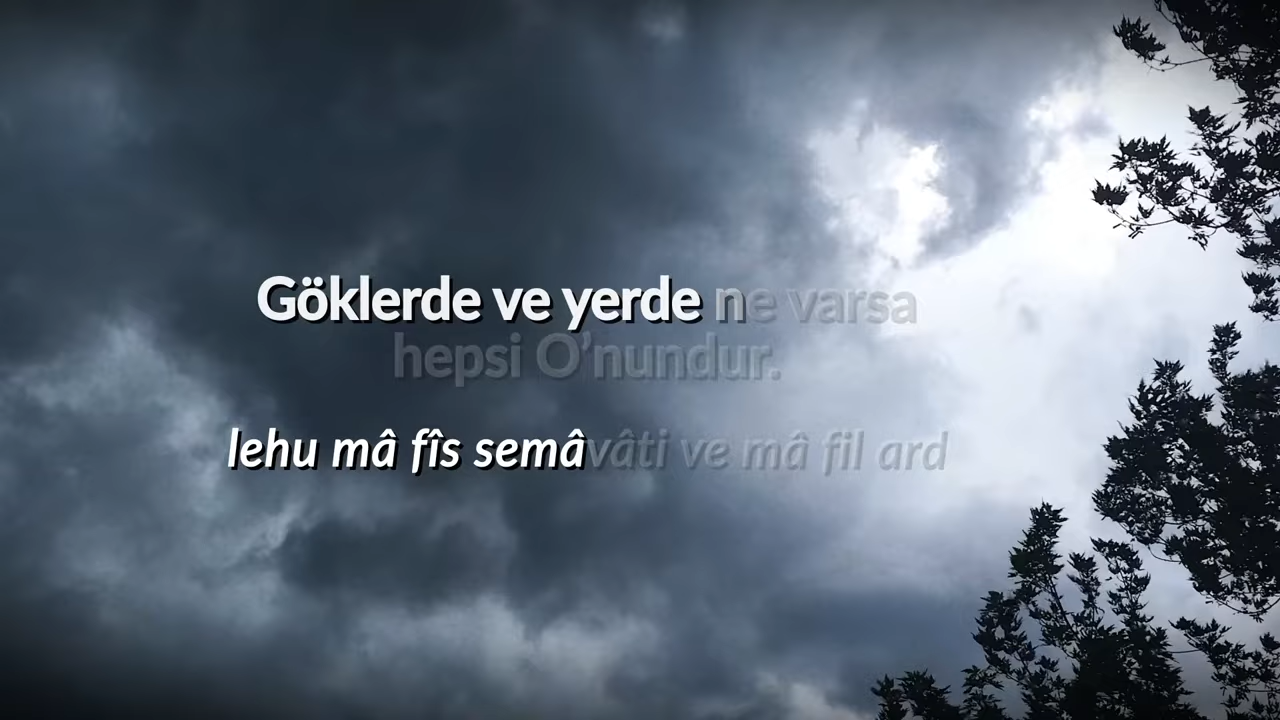 Göklerde ve yerde ne varsa
hepsi O'nundur.
lehu mâ fîs semâvâti ve mâ fil ard